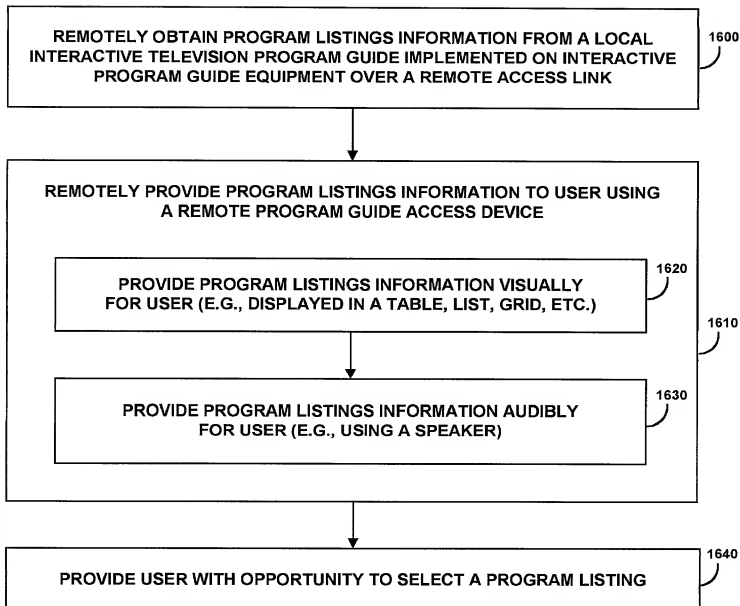 REMOTELY OBTAIN PROGRAM LISTINGS INFORMATION FROM A LOCAL
INTERACTIVE TELEVISION PROGRAM GUIDE IMPLEMENTED ON INTERACTIVE
PROGRAM GUIDE EQUIPMENT OVER A REMOTE ACCESS LINK
1600
REMOTELY PROVIDE PROGRAM LISTINGS INFORMATION TO USER USING
A REMOTE PROGRAM GUIDE ACCESS DEVICE
PROVIDE PROGRAM LISTINGS INFORMATION VISUALLY
FOR USER (E.G., DISPLAYED IN A TABLE, LIST, GRID, ETC.)
1620
1610
PROVIDE PROGRAM LISTINGS INFORMATION AUDIBLY
FOR USER (E.G., USING A SPEAKER)
1630
PROVIDE USER WITH OPPORTUNITY TO SELECT A PROGRAM LISTING
1640